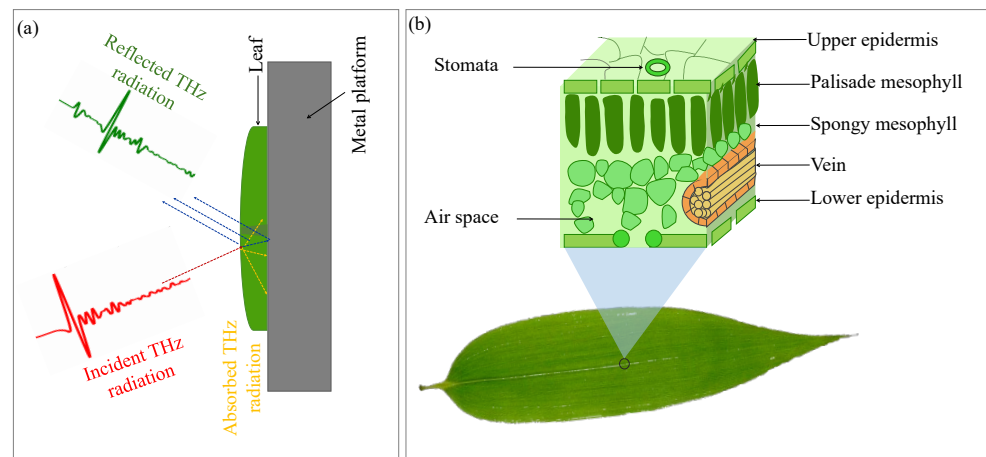 (a)
Reflected THz
radiation
Leaf
Metal platform
Incident THz
radiation
Absorbed THz
radiation
(b)
Stomata
Air space
Upper epidermis
Palisade mesophyll
Spongy mesophyll
Vein
Lower epidermis